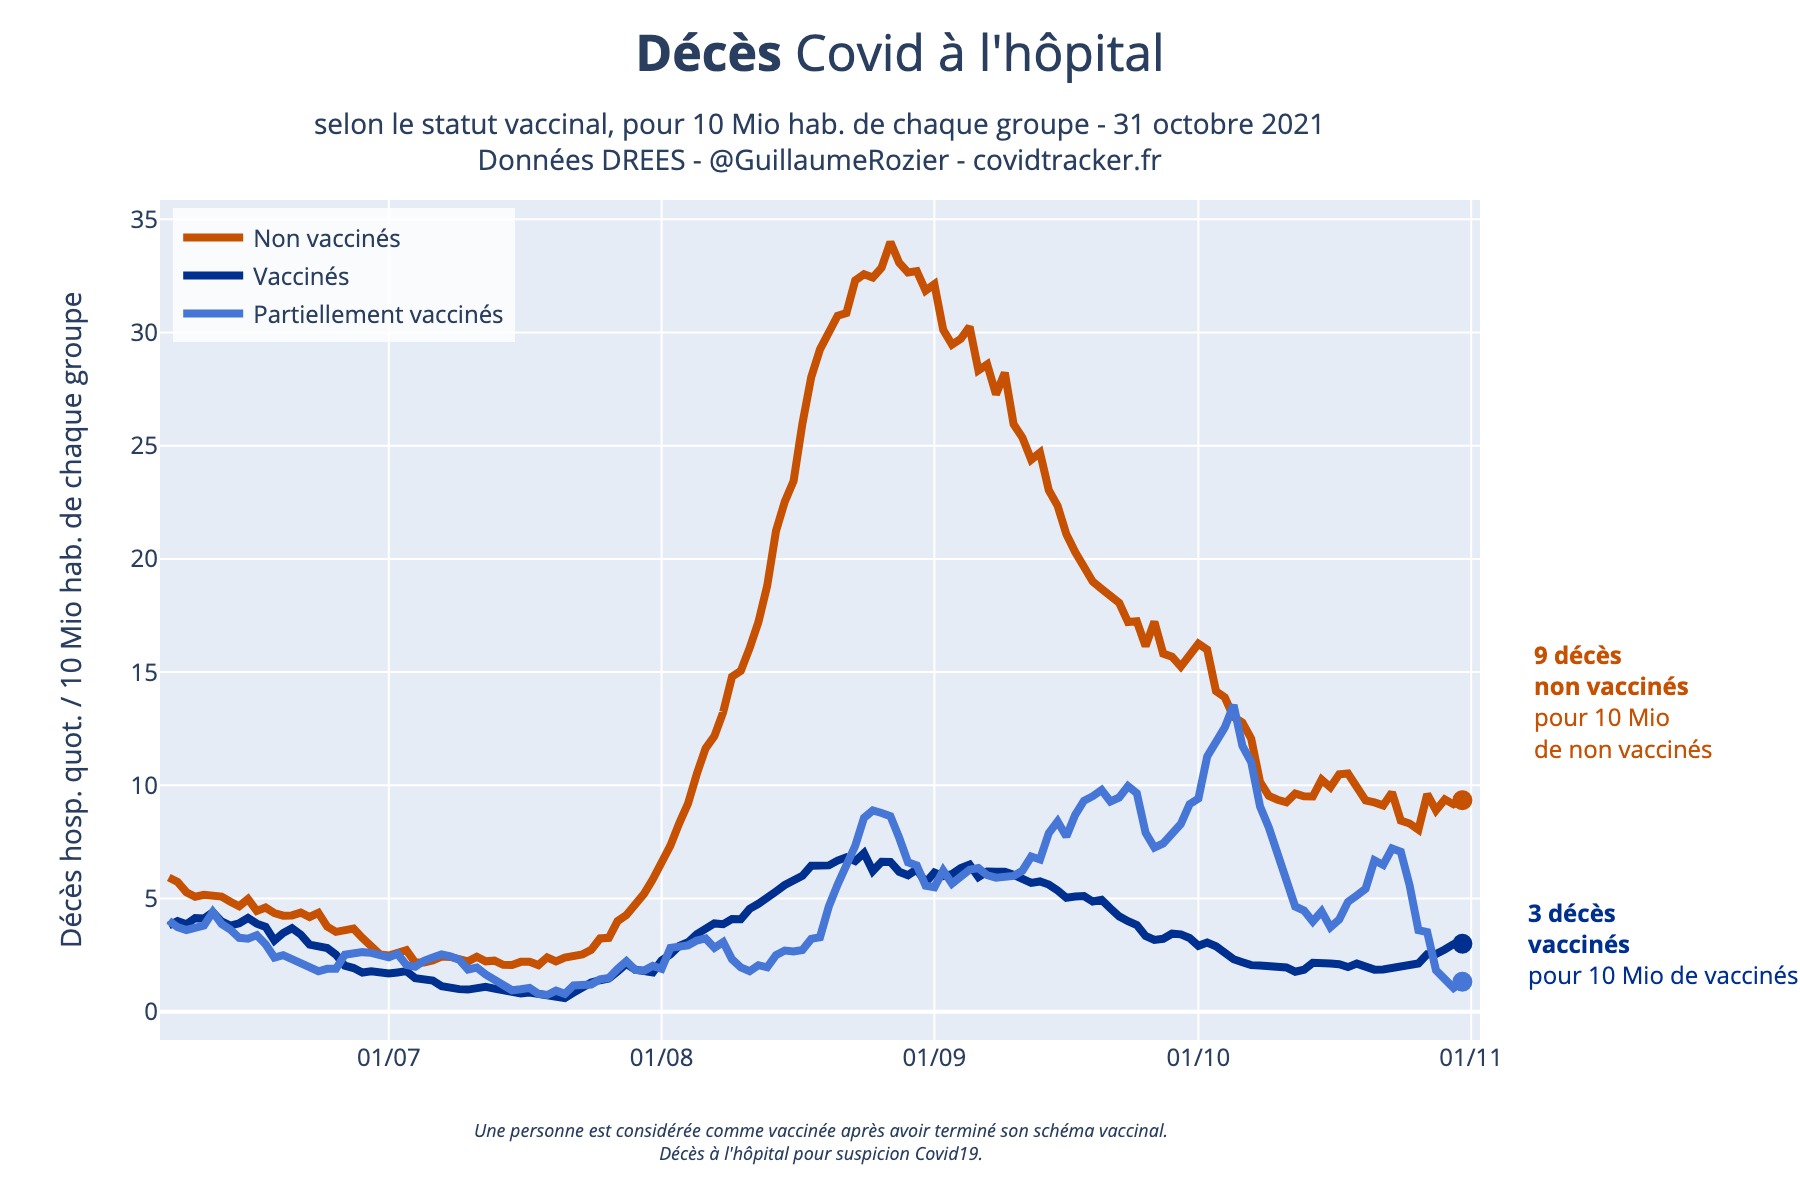 Décès Covid à l'hôpital
selon le statut vaccinal, pour 10 Mio hab. de chaque groupe - 31 octobre 2021
Données DREES - @GuillaumeRozier - covidtracker.fr
Décès hosp. quot. / 10 Mio hab. de chaque groupe
35
30
25
20
15
10
5
0
Non vaccinés
Vaccinés
Partiellement vaccinés
9 décès
non vaccinés
pour 10 Mio
de non vaccinés
3 décès
vaccinés
pour 10 Mio de vaccinés
01/07
01/08
01/09
01/10
01/11
Une personne est considérée comme vaccinée après avoir terminé son schéma vaccinal.
Décès à l'hôpital pour suspicion Covid19.